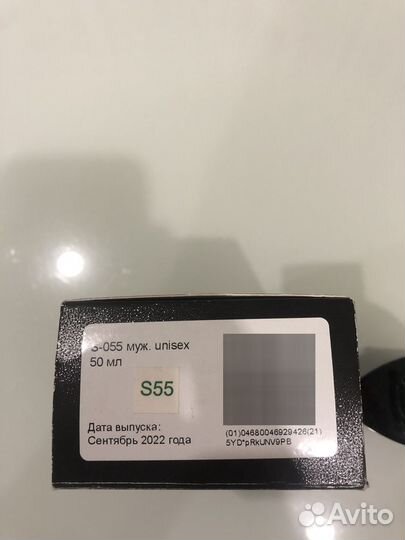 S-055 муж. unisex
50 мл
S55
Дата выпуска:
Сентябрь 2022 года
(01)04680046929426(21)
5YD*pRkUNV9PB
Avito